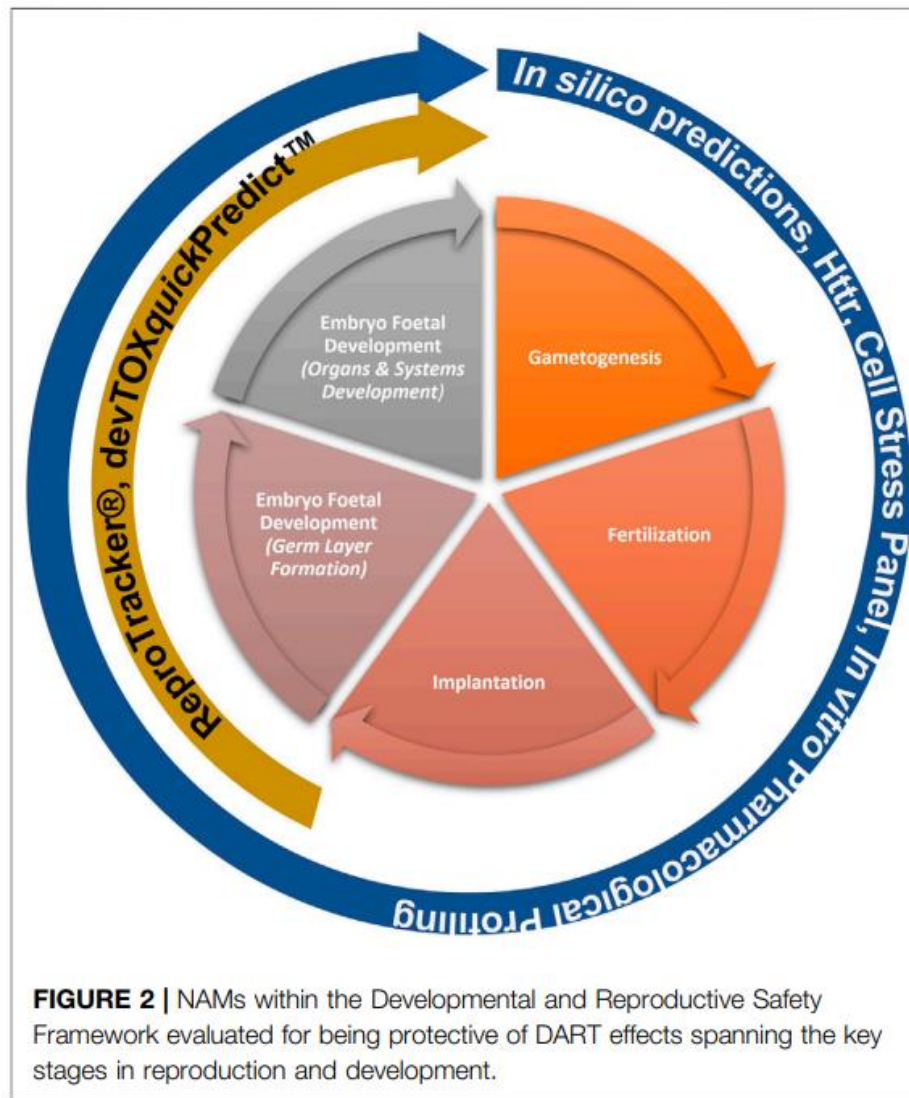 In silico predictions, Httr, Cell Stress Panel, In vitro Pharmacological Profiling
ReproTracker®, devTOXquickPredict™
Gametogenesis
Fertilization
Implantation
Embryo Foetal
Development
(Germ Layer
Formation)
Embryo Foetal
Development
(Organs & Systems
Development)
FIGURE 2 | NAMs within the Developmental and Reproductive Safety
Framework evaluated for being protective of DART effects spanning the key
stages in reproduction and development.